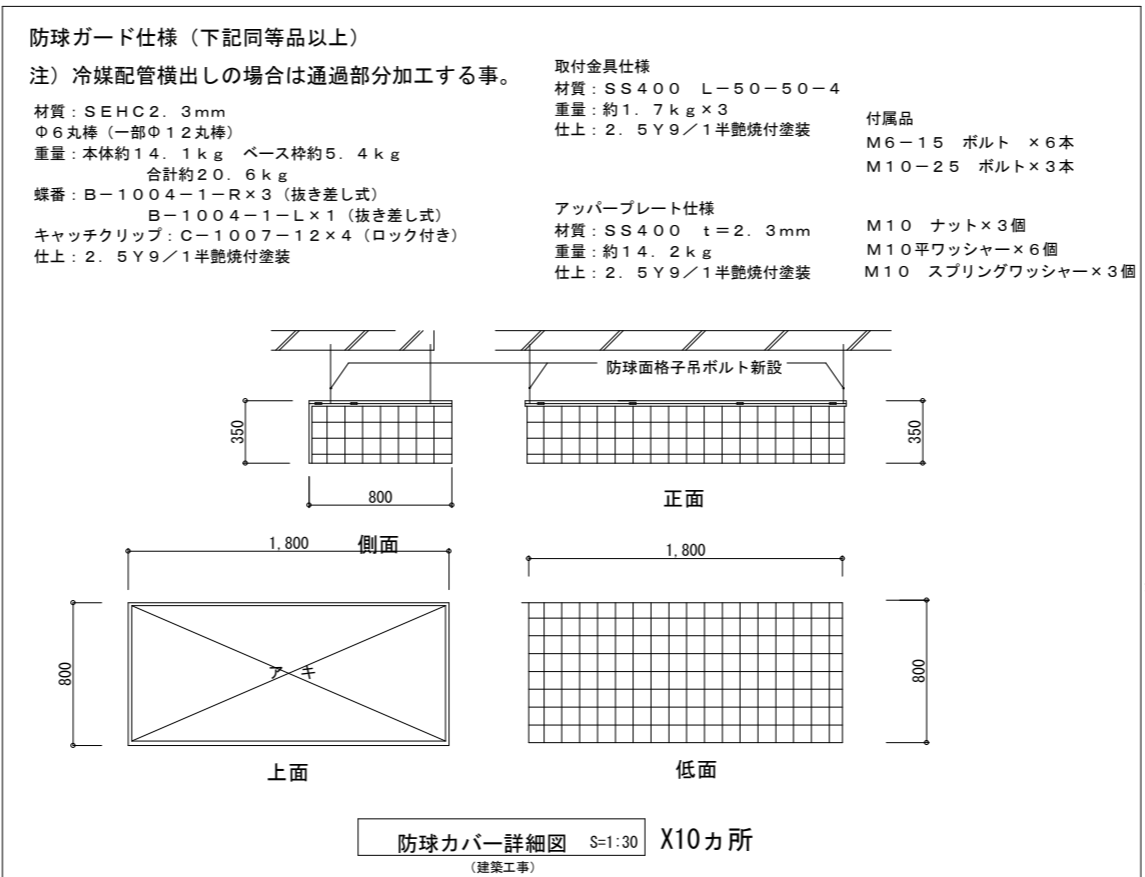 防球ガード仕様（下記同等品以上）
注）冷媒配管横出しの場合は通過部分加工する事。
材質：ＳＥＨＣ２．３ｍｍ
Φ６丸棒（一部Φ１２丸棒）
重量：本体約１４．１ｋｇ　ベース枠約５．４ｋｇ
合計約２０．６ｋｇ
蝶番：Ｂ－１００４－１－Ｒ×３（抜き差し式）
Ｂ－１００４－１－Ｌ×１（抜き差し式）
キャッチクリップ：Ｃ－１００７－１２×４（ロック付き）
仕上：２．５Ｙ９／１半艶焼付塗装
取付金具仕様
材質：ＳＳ４００　Ｌ－５０－５０－４
重量：約１．７ｋｇ×３
仕上：２．５Ｙ９／１半艶焼付塗装
アッパープレート仕様
材質：ＳＳ４００　ｔ＝２．３ｍｍ
重量：約１４．２ｋｇ
仕上：２．５Ｙ９／１半艶焼付塗装
付属品
Ｍ６－１５　ボルト　×６本
Ｍ１０－２５　ボルト×３本
Ｍ１０　ナット×３個
Ｍ１０平ワッシャー×６個
Ｍ１０　スプリングワッシャー×３個
防球面格子吊ボルト新設
350
350
800
正面
側面
1,800
1,800
800
アキ
800
上面
低面
防球カバー詳細図　S=1:30　X10ヵ所
（建築工事）